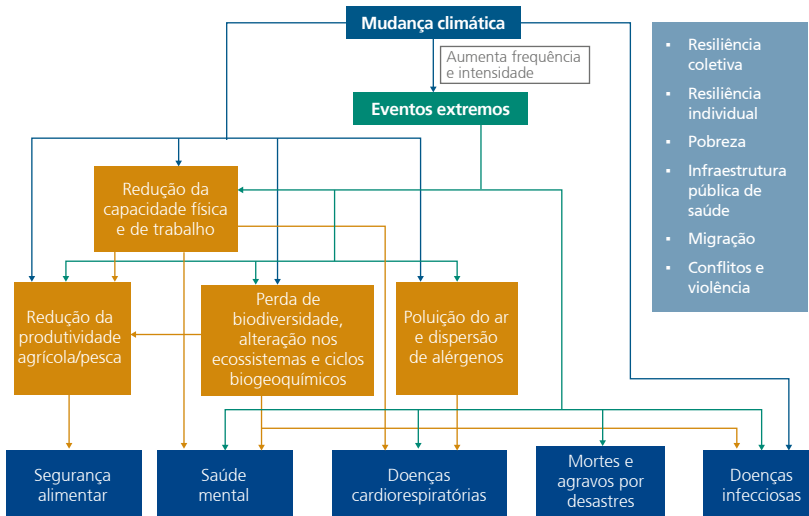 Mudança climática
Aumenta frequência
e intensidade
Eventos extremos
▪ Resiliência
coletiva
▪ Resiliência
individual
▪ Pobreza
▪ Infraestrutura
pública de
saúde
▪ Migração
▪ Conflitos e
violência
Redução da
capacidade física
e de trabalho
Redução da
produtividade
agrícola/pesca
Perda de
biodiversidade,
alteração nos
ecossistemas e ciclos
biogeoquímicos
Poluição do ar
e dispersão
de alérgenos
Segurança
alimentar
Saúde
mental
Doenças
cardiorespiratórias
Mortes e
agravos por
desastres
Doenças
infecciosas